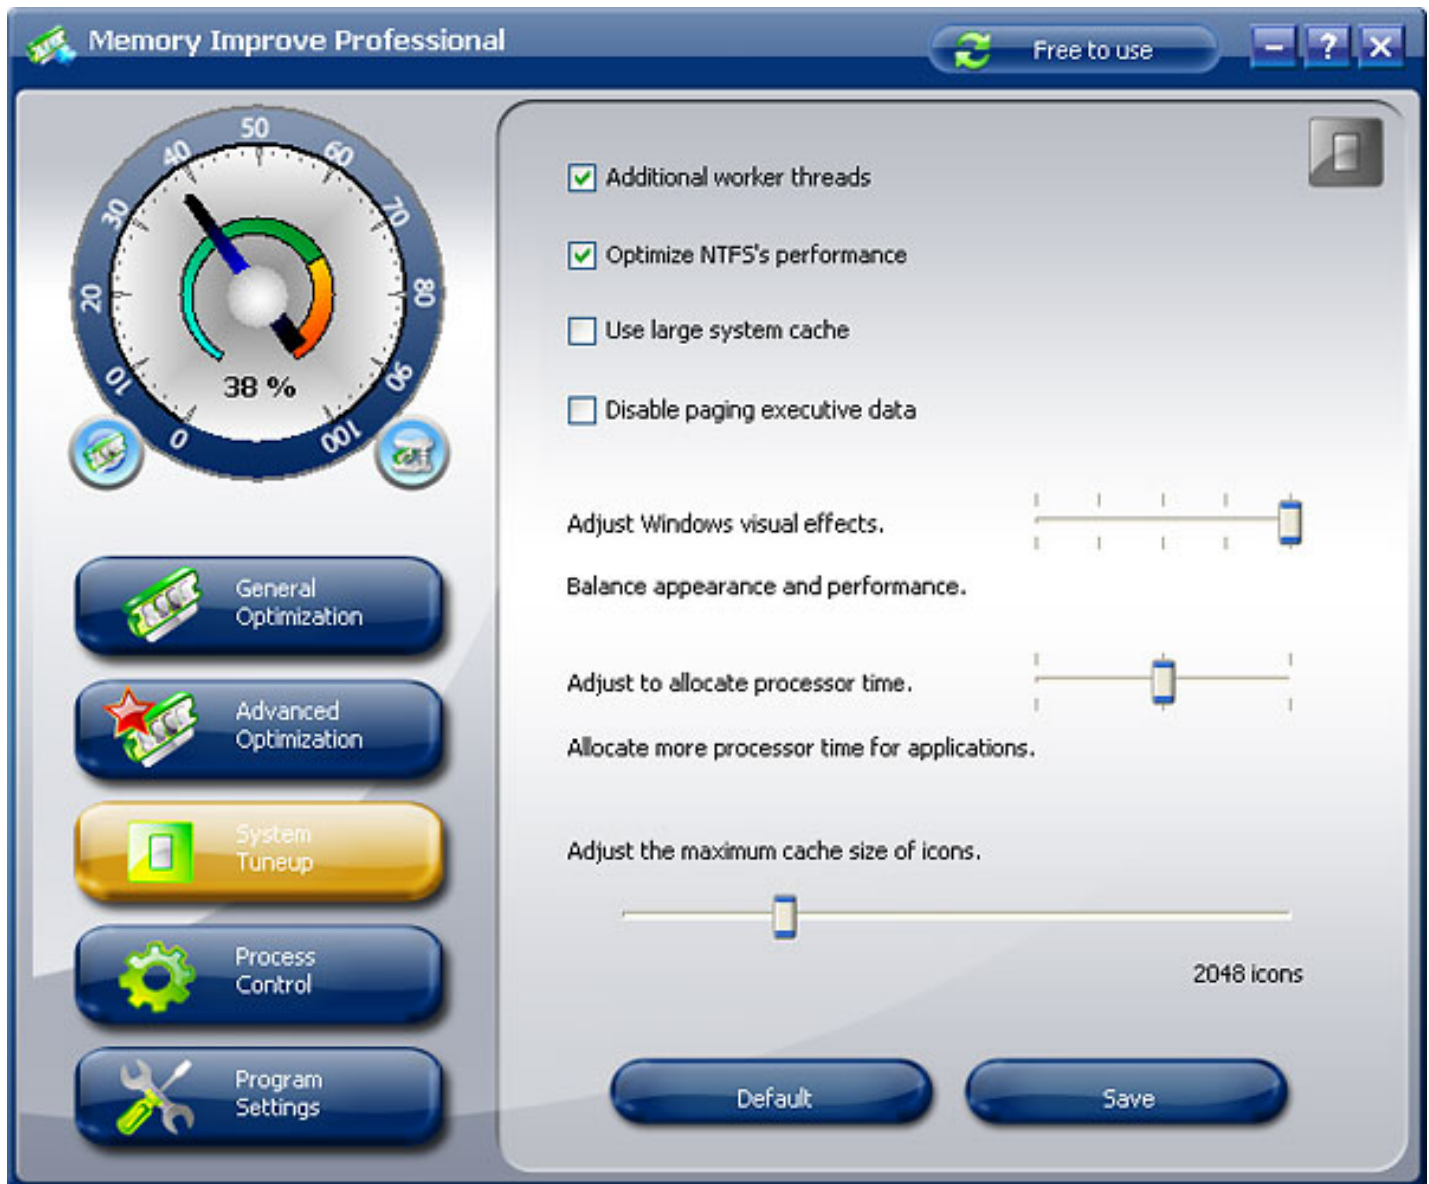 Memory Improve Professional
Free to use
?
50
40
60
30
70
20
80
10
90
0
100
38 %
General
Optimization
Advanced
Optimization
System
Tuneup
Process
Control
Program
Settings
Additional worker threads
Optimize NTFS's performance
Use large system cache
Disable paging executive data
Adjust Windows visual effects.
Balance appearance and performance.
Adjust to allocate processor time.
Allocate more processor time for applications.
Adjust the maximum cache size of icons.
2048 icons
Default
Save